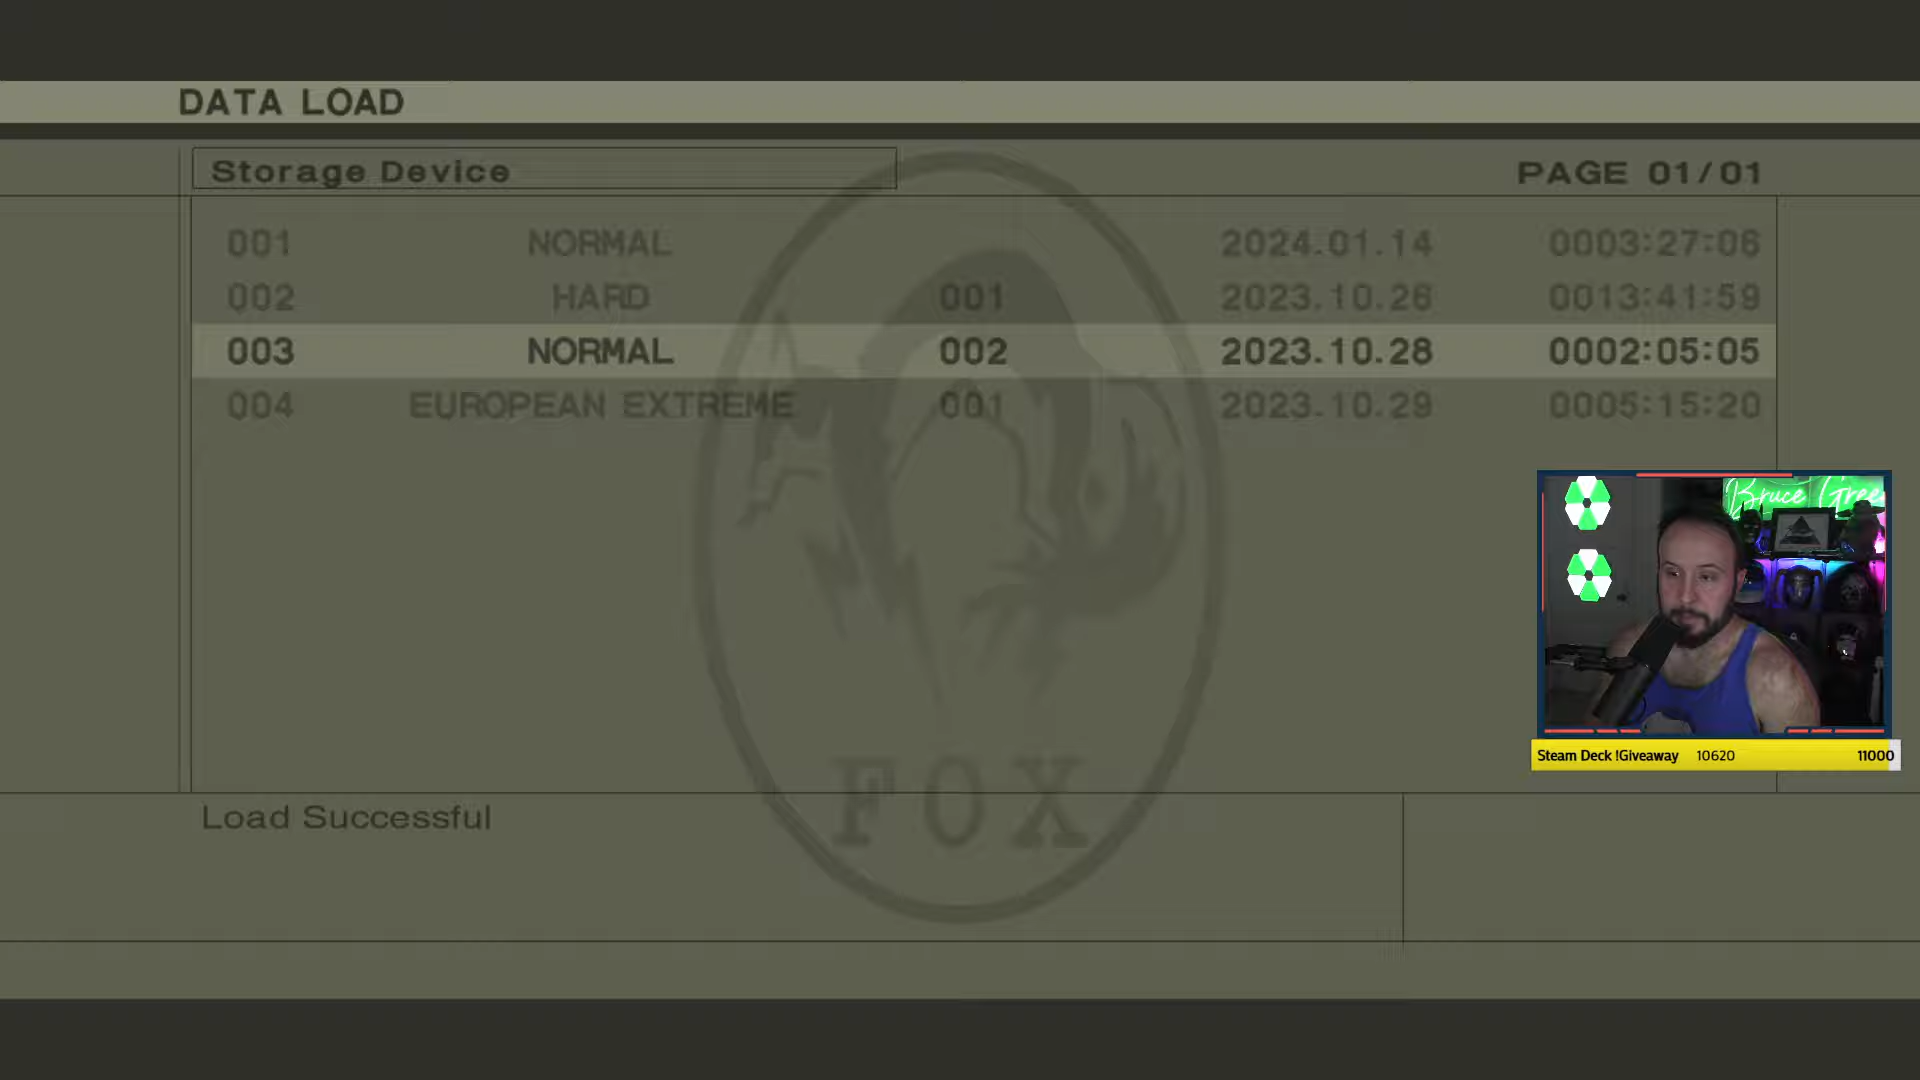 DATA LOAD
Storage Device
PAGE 01/01
001 NORMAL 2024.01.14 0003:27:06
002 HARD 001 2023.10.26 0013:41:59
003 NORMAL 002 2023.10.28 0002:05:05
004 EUROPEAN EXTREME 001 2023.10.29 0005:15:20
Bruce Gree
Steam Deck !Giveaway 10620 11000
FOX
Load Successful